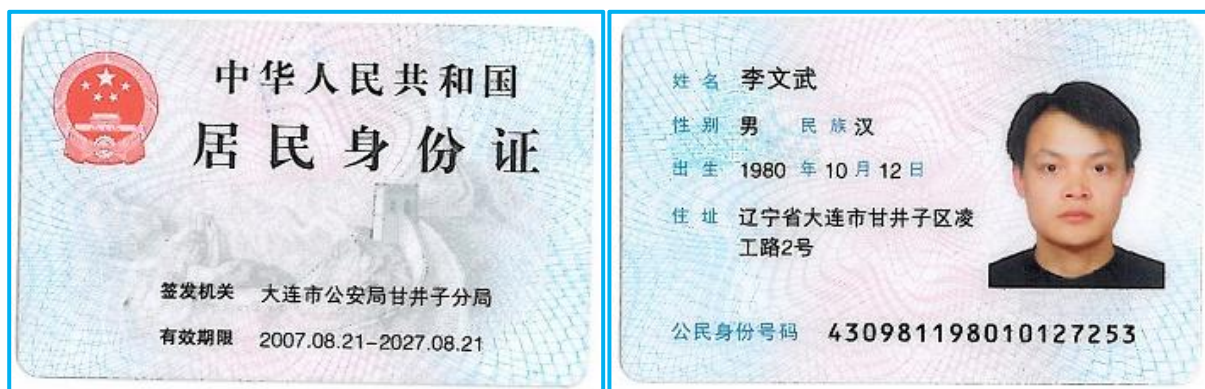 中华人民共和国
居民身份证
签发机关 大连市公安局甘井子分局
有效期限 2007.08.21-2027.08.21
姓名 李文武
性别 男 民族 汉
出生 1980 年 10 月 12 日
住址 辽宁省大连市甘井子区凌
工路2号
公民身份号码 430981198010127253